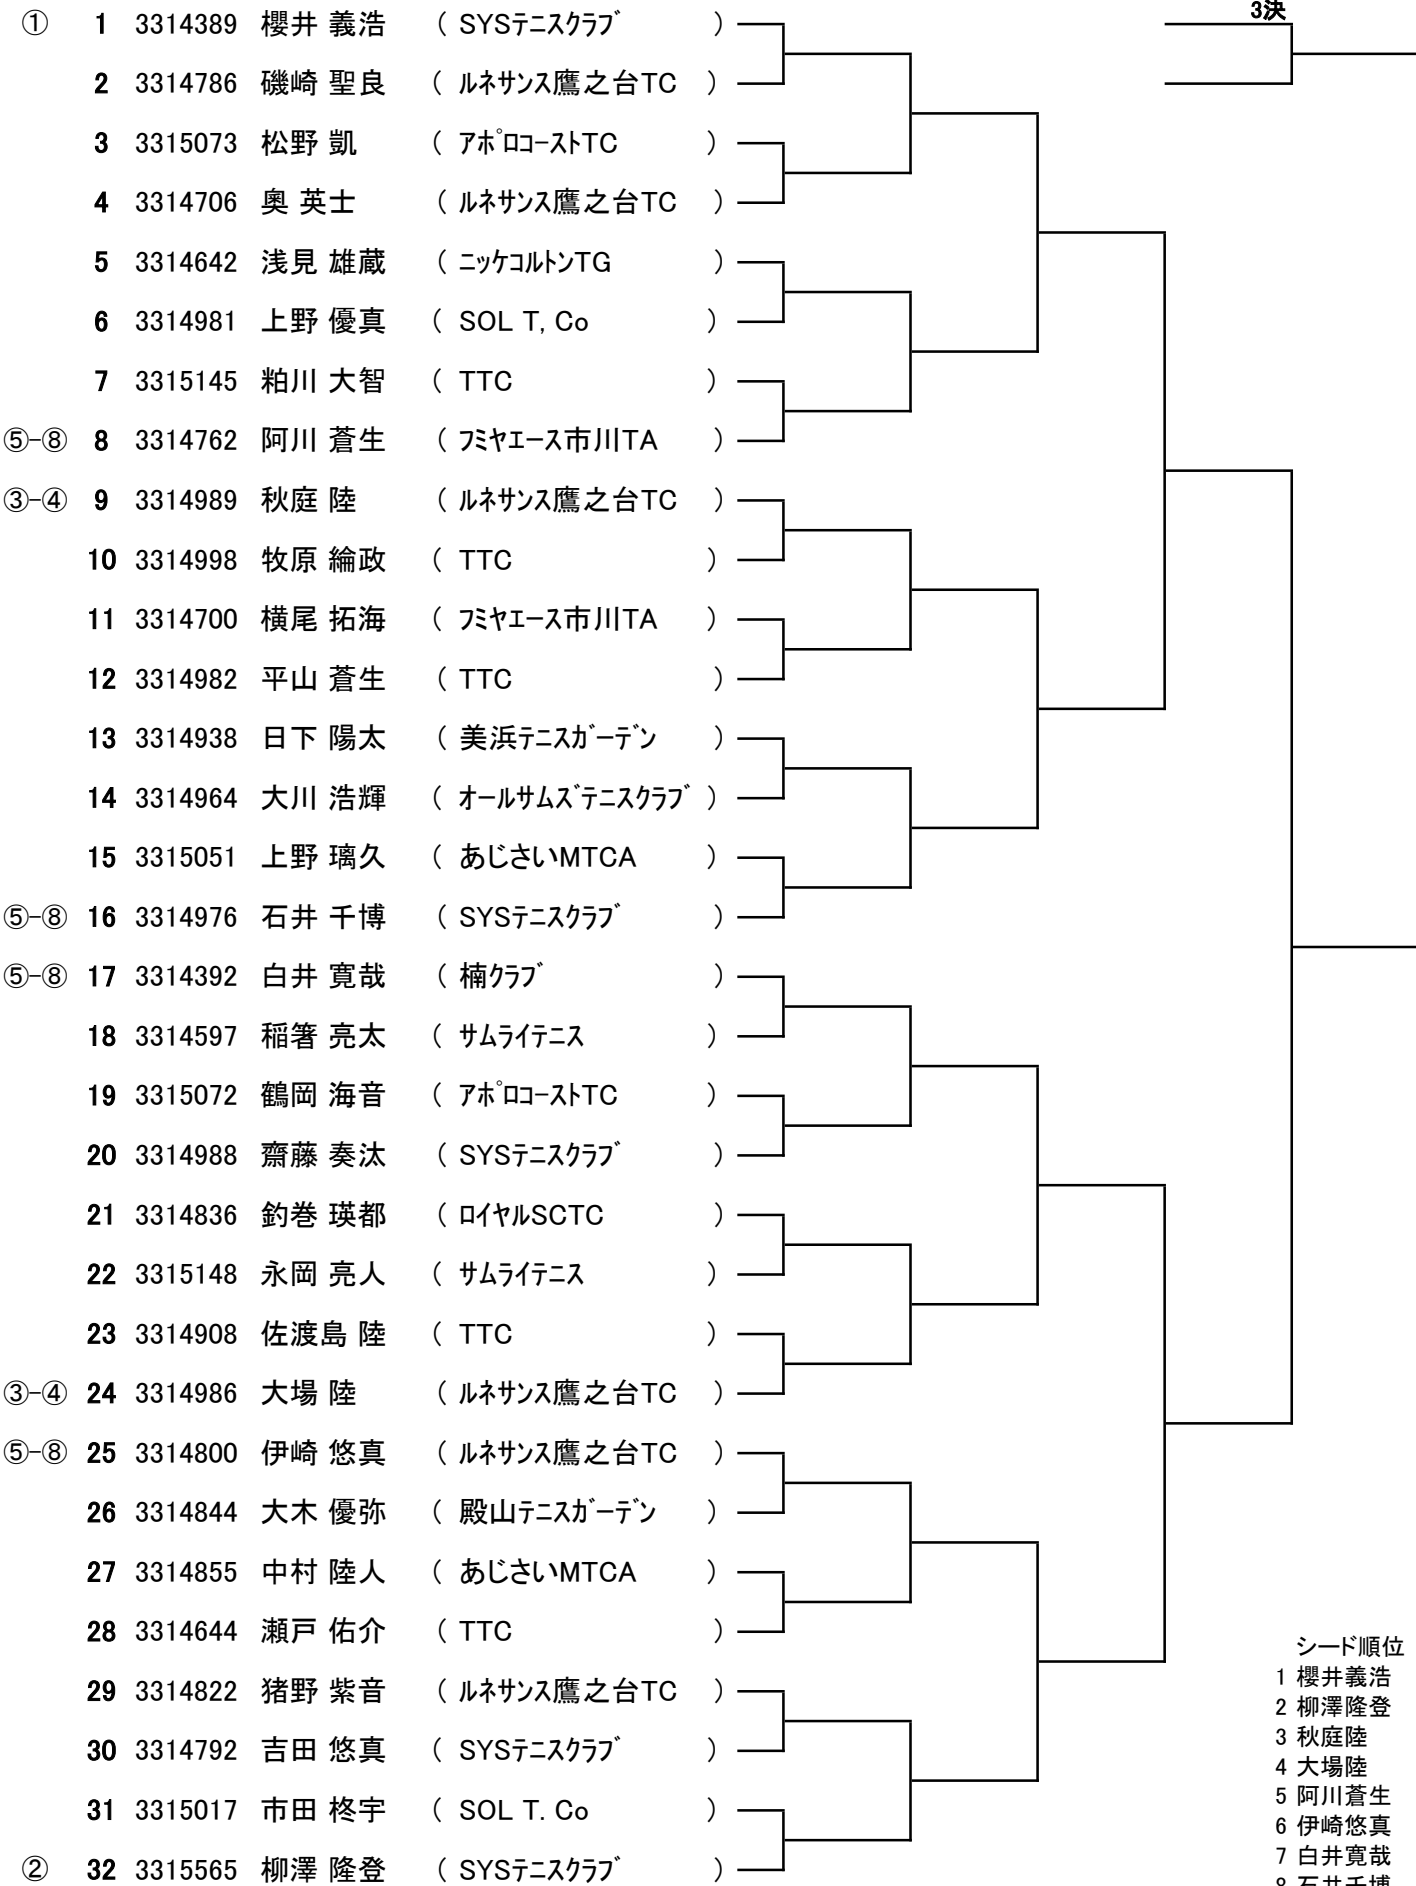 3決
① 1 3314389 櫻井 義浩 ( SYSﾃﾆｽｸﾗﾌﾞ )
2 3314786 磯崎 聖良 ( ﾙﾈｻﾝｽ鷹之台TC )
3 3315073 松野 凱 ( ｱﾎﾟﾛｺｰｽﾄTC )
4 3314706 奥 英士 ( ﾙﾈｻﾝｽ鷹之台TC )
5 3314642 浅見 雄蔵 ( ﾆｯｹｺﾙﾄﾝTG )
6 3314981 上野 優真 ( SOL T, Co )
7 3315145 粕川 大智 ( TTC )
⑤-⑧ 8 3314762 阿川 蒼生 ( ﾌﾐﾔｴｰｽ市川TA )
③-④ 9 3314989 秋庭 陸 ( ﾙﾈｻﾝｽ鷹之台TC )
10 3314998 牧原 綸政 ( TTC )
11 3314700 横尾 拓海 ( ﾌﾐﾔｴｰｽ市川TA )
12 3314982 平山 蒼生 ( TTC )
13 3314938 日下 陽太 ( 美浜ﾃﾆｽｶﾞｰﾃﾞﾝ )
14 3314964 大川 浩輝 ( ｵｰﾙｻﾑｽﾞﾃﾆｽｸﾗﾌﾞ )
15 3315051 上野 璃久 ( あじさいMTCA )
⑤-⑧ 16 3314976 石井 千博 ( SYSﾃﾆｽｸﾗﾌﾞ )
⑤-⑧ 17 3314392 白井 寛哉 ( 楠ｸﾗﾌﾞ )
18 3314597 稲箸 亮太 ( ｻﾑﾗｲﾃﾆｽ )
19 3315072 鶴岡 海音 ( ｱﾎﾟﾛｺｰｽﾄTC )
20 3314988 齋藤 奏汰 ( SYSﾃﾆｽｸﾗﾌﾞ )
21 3314836 釣巻 瑛都 ( ﾛｲﾔﾙSCTC )
22 3315148 永岡 亮人 ( ｻﾑﾗｲﾃﾆｽ )
23 3314908 佐渡島 陸 ( TTC )
③-④ 24 3314986 大場 陸 ( ﾙﾈｻﾝｽ鷹之台TC )
⑤-⑧ 25 3314800 伊崎 悠真 ( ﾙﾈｻﾝｽ鷹之台TC )
26 3314844 大木 優弥 ( 殿山ﾃﾆｽｶﾞｰﾃﾞﾝ )
27 3314855 中村 陸人 ( あじさいMTCA )
28 3314644 瀬戸 佑介 ( TTC )
29 3314822 猪野 紫音 ( ﾙﾈｻﾝｽ鷹之台TC )
30 3314792 吉田 悠真 ( SYSﾃﾆｽｸﾗﾌﾞ )
31 3315017 市田 柊宇 ( SOL T. Co )
② 32 3315565 柳澤 隆登 ( SYSﾃﾆｽｸﾗﾌﾞ )
シード順位
1 櫻井義浩
2 柳澤隆登
3 秋庭陸
4 大場陸
5 阿川蒼生
6 伊崎悠真
7 白井寛哉
8 石井千博